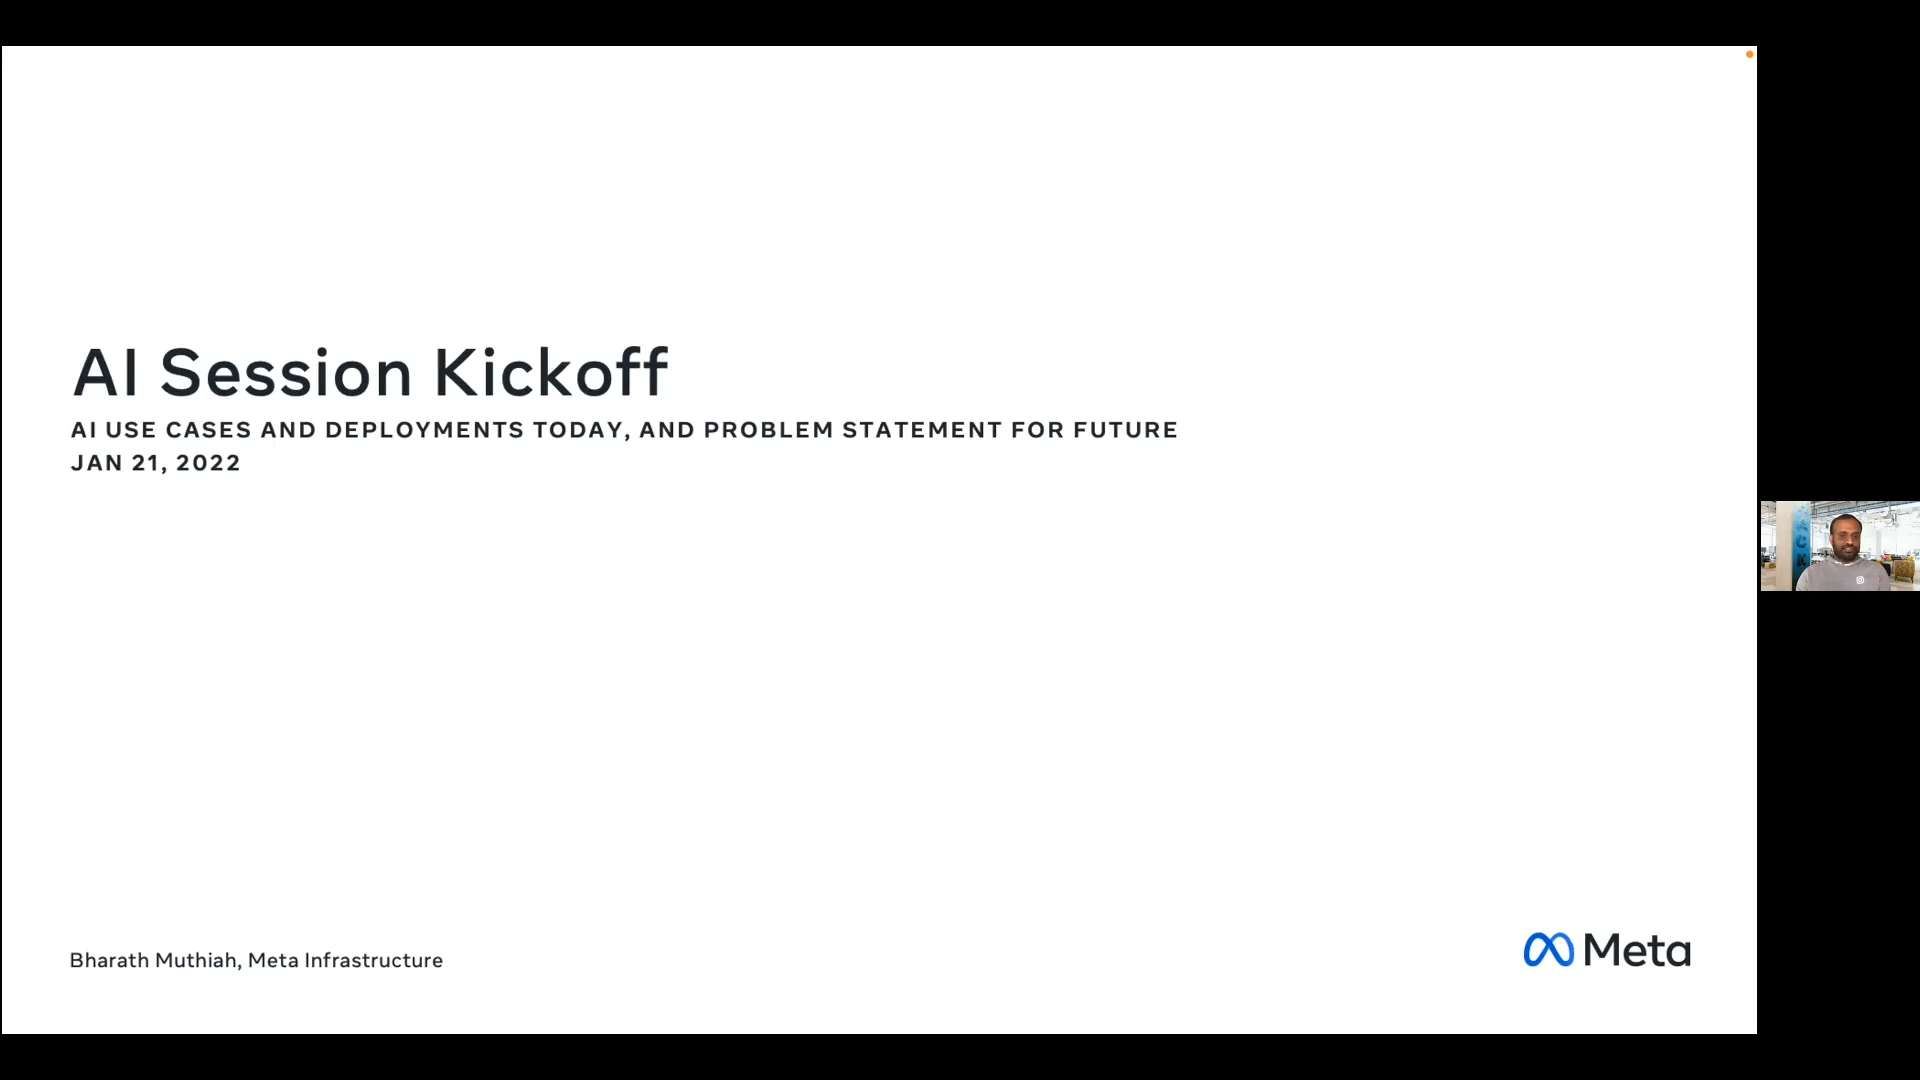 AI Session Kickoff
AI USE CASES AND DEPLOYMENTS TODAY, AND PROBLEM STATEMENT FOR FUTURE
JAN 21, 2022
Bharath Muthiah, Meta Infrastructure
Meta